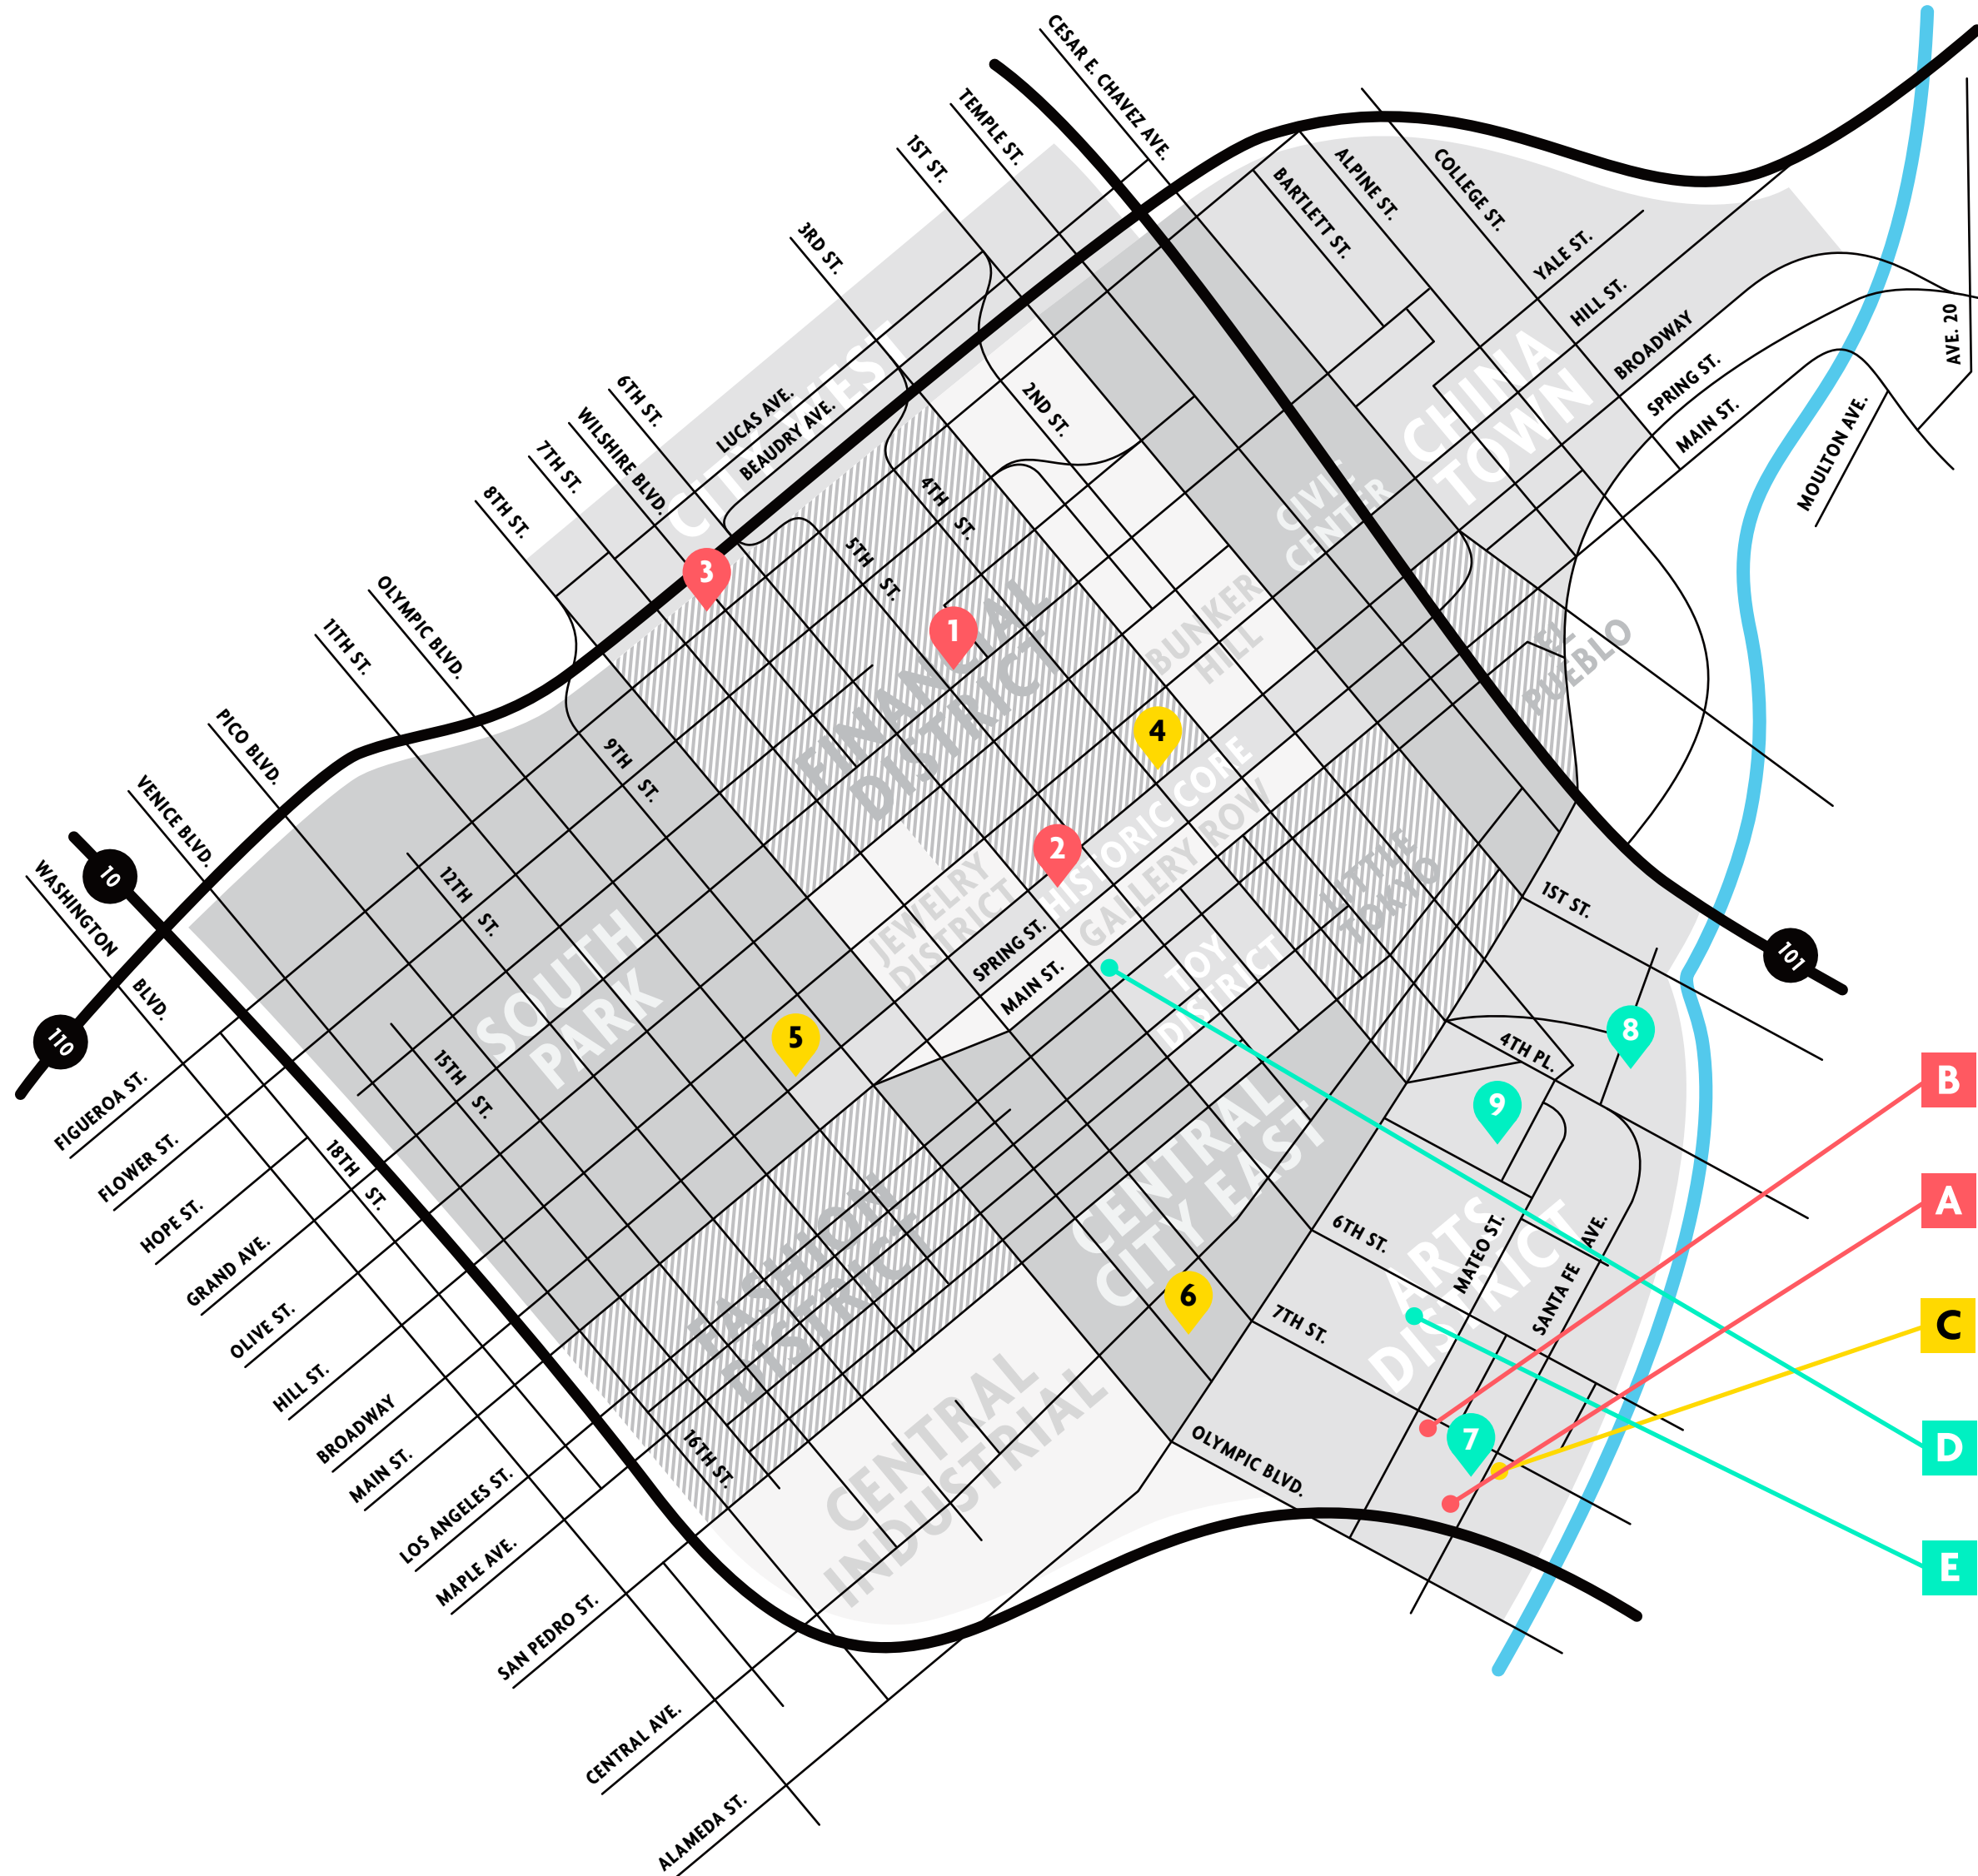 CESAR E. CHAVEZ AVE.
TEMPLE ST.
1ST ST.
3RD ST.
6TH ST.
WILSHIRE BLVD.
7TH ST.
8TH ST.
OLYMPIC BLVD.
11TH ST.
PICO BLVD.
VENICE BLVD.
WASHINGTON BLVD.
BARTLETT ST.
ALPINE ST.
COLLEGE ST.
YALE ST.
HILL ST.
BROADWAY
SPRING ST.
MAIN ST.
AVE. 20
MOULTON AVE.
CHINA
TOWN
LUCAS AVE.
BEAUDRY AVE.
CITY WEST
2ND ST.
4TH ST.
5TH ST.
9TH ST.
12TH ST.
15TH ST.
18TH ST.
16TH ST.
CIVIC
CENTER
BUNKER
HILL
EL
PUEBLO
FINANCIAL
DISTRICT
HISTORIC CORE
GALLERY ROW
JEWELRY
DISTRICT
SPRING ST.
MAIN ST.
LITTLE
TOKYO
TOY
DISTRICT
SOUTH
PARK
FASHION
DISTRICT
CENTRAL
CITY EAST
CENTRAL
INDUSTRIAL
ARTS
DISTRICT
1ST ST.
4TH PL.
6TH ST.
7TH ST.
OLYMPIC BLVD.
MATEO ST.
SANTA FE AVE.
FIGUEROA ST.
FLOWER ST.
HOPE ST.
GRAND AVE.
OLIVE ST.
HILL ST.
BROADWAY
MAIN ST.
LOS ANGELES ST.
MAPLE AVE.
SAN PEDRO ST.
CENTRAL AVE.
ALAMEDA ST.
10
110
101
1
2
3
4
5
6
7
8
9
B
A
C
D
E